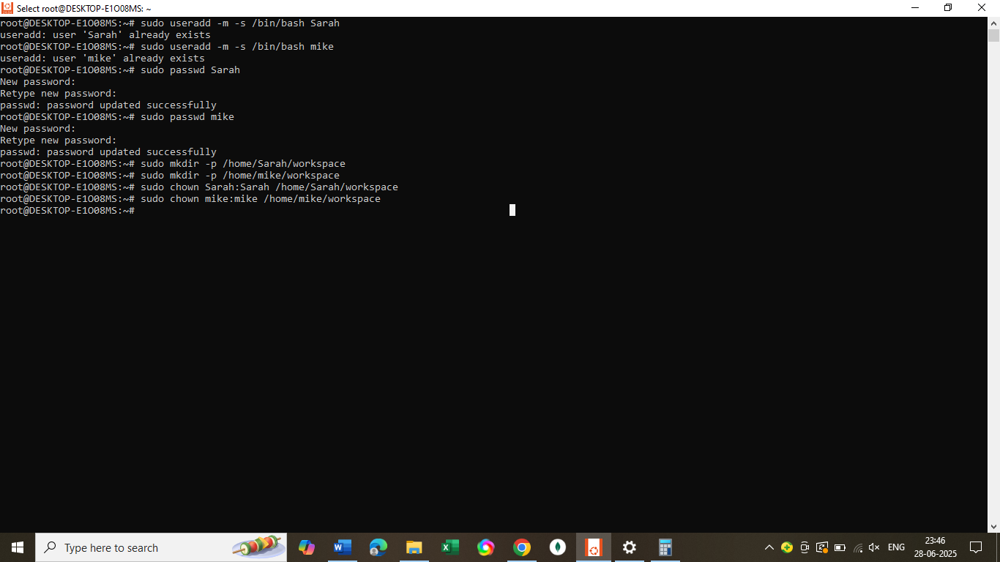 Select root@DESKTOP-E1O08MS: ~
root@DESKTOP-E1O08MS:~# sudo useradd -m -s /bin/bash Sarah
useradd: user 'Sarah' already exists
root@DESKTOP-E1O08MS:~# sudo useradd -m -s /bin/bash mike
useradd: user 'mike' already exists
root@DESKTOP-E1O08MS:~# sudo passwd Sarah
New password:
Retype new password:
passwd: password updated successfully
root@DESKTOP-E1O08MS:~# sudo passwd mike
New password:
Retype new password:
passwd: password updated successfully
root@DESKTOP-E1O08MS:~# sudo mkdir -p /home/Sarah/workspace
root@DESKTOP-E1O08MS:~# sudo mkdir -p /home/mike/workspace
root@DESKTOP-E1O08MS:~# sudo chown Sarah:Sarah /home/Sarah/workspace
root@DESKTOP-E1O08MS:~# sudo chown mike:mike /home/mike/workspace
root@DESKTOP-E1O08MS:~#
Type here to search
ENG
23:46
28-06-2025